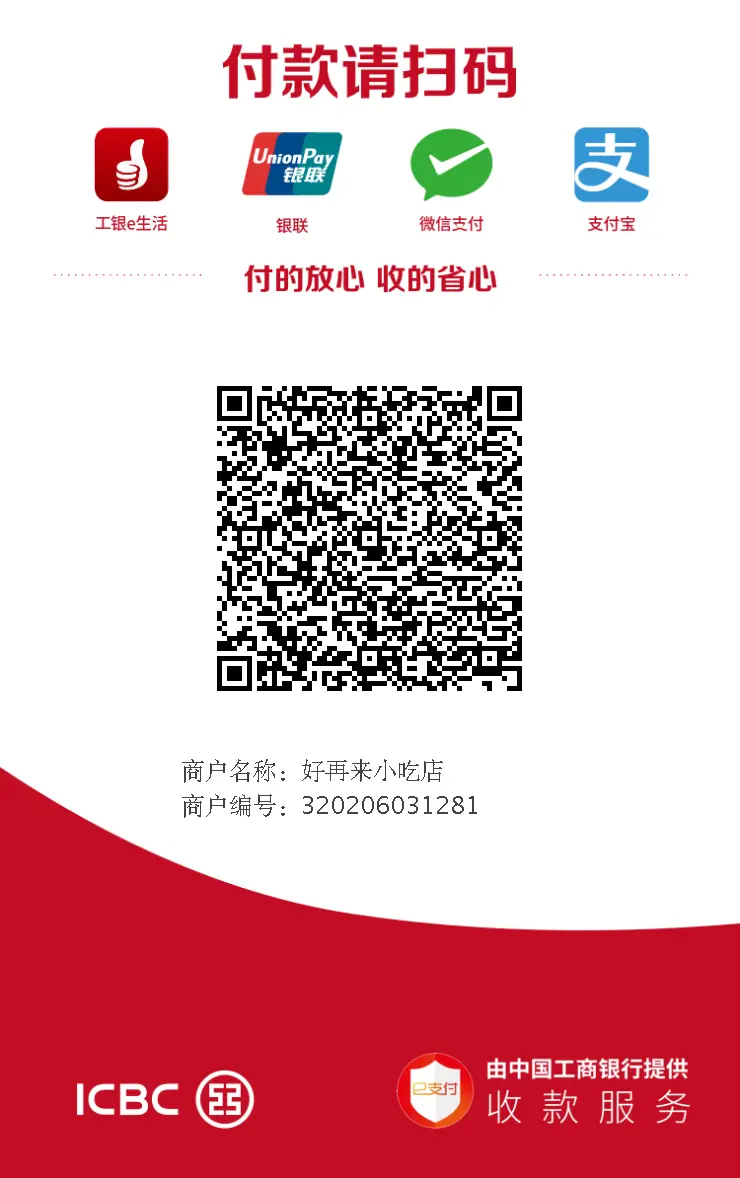 付款请扫码
UnionPay
银联
支
工银e生活
银联
微信支付
支付宝
付的放心 收的省心
商户名称：好再来小吃店
商户编号：320206031281
ICBC
e支付
由中国工商银行提供
收款服务